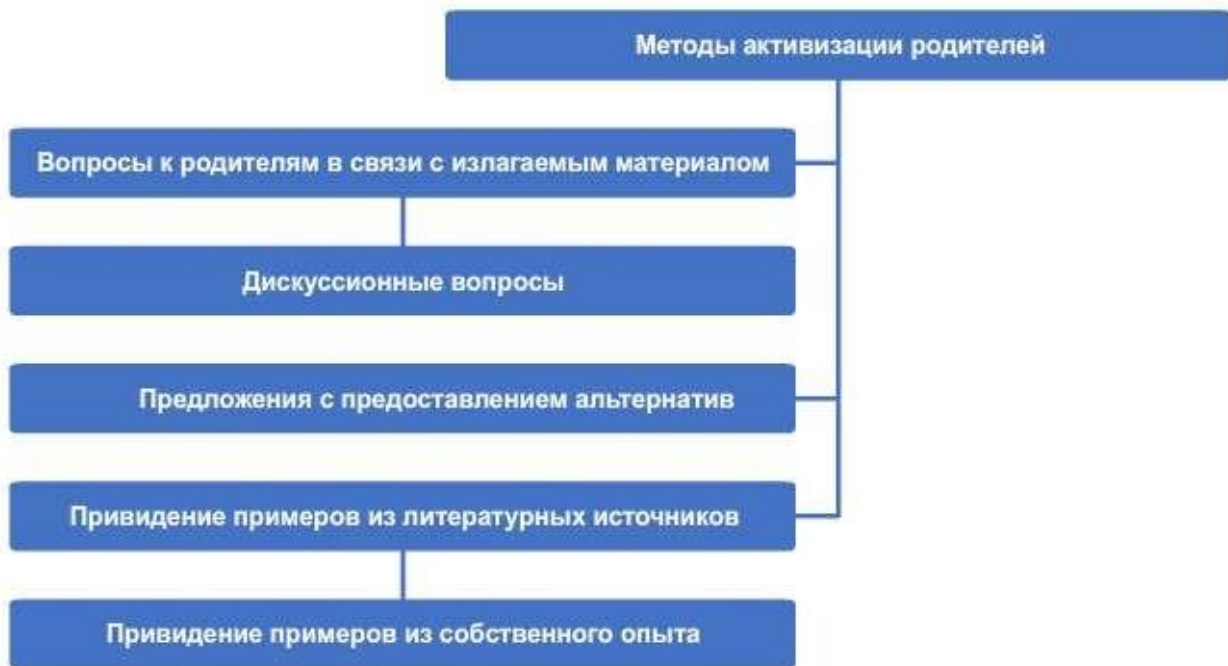 Методы активизации родителей
Вопросы к родителям в связи с излагаемым материалом
Дискуссионные вопросы
Предложения с предоставлением альтернатив
Привидение примеров из литературных источников
Привидение примеров из собственного опыта